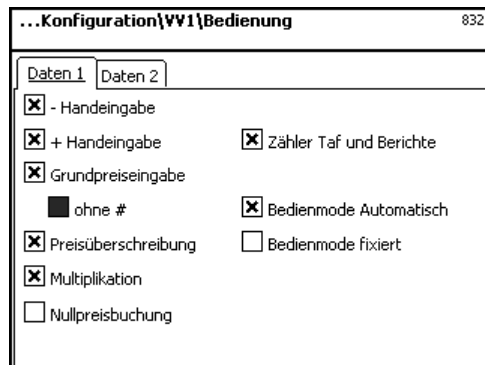 ...Konfiguration\VV1\Bedienung 832
Daten 1 Daten 2
- Handeingabe
+ Handeingabe Zähler Taf und Berichte
Grundpreiseingabe
ohne # Bedienmode Automatisch
Preisüberschreibung Bedienmode fixiert
Multiplikation
Nullpreisbuchung